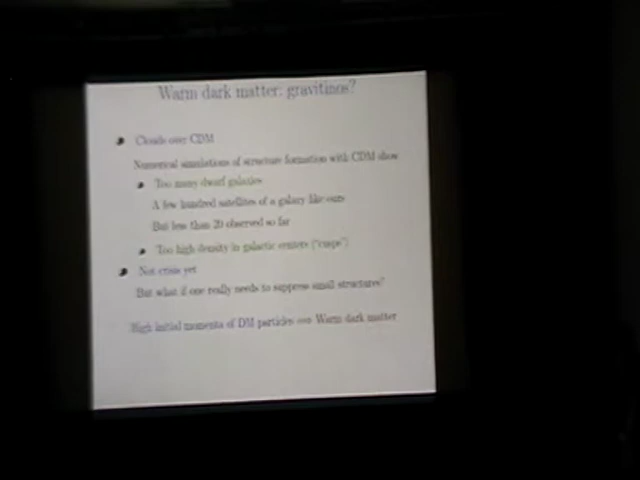 Warm dark matter: gravitinos?
Clouds over CDM
Numerical simulations of structure formation with CDM show
Too many dwarf galaxies
A few hundred satellites of a galaxy like ours
But less than 20 observed so far
Too high density in galactic centers ("cusps")
Not crisis yet
But what if one really needs to suppress small structures?
High initial momenta of DM particles Warm dark matter